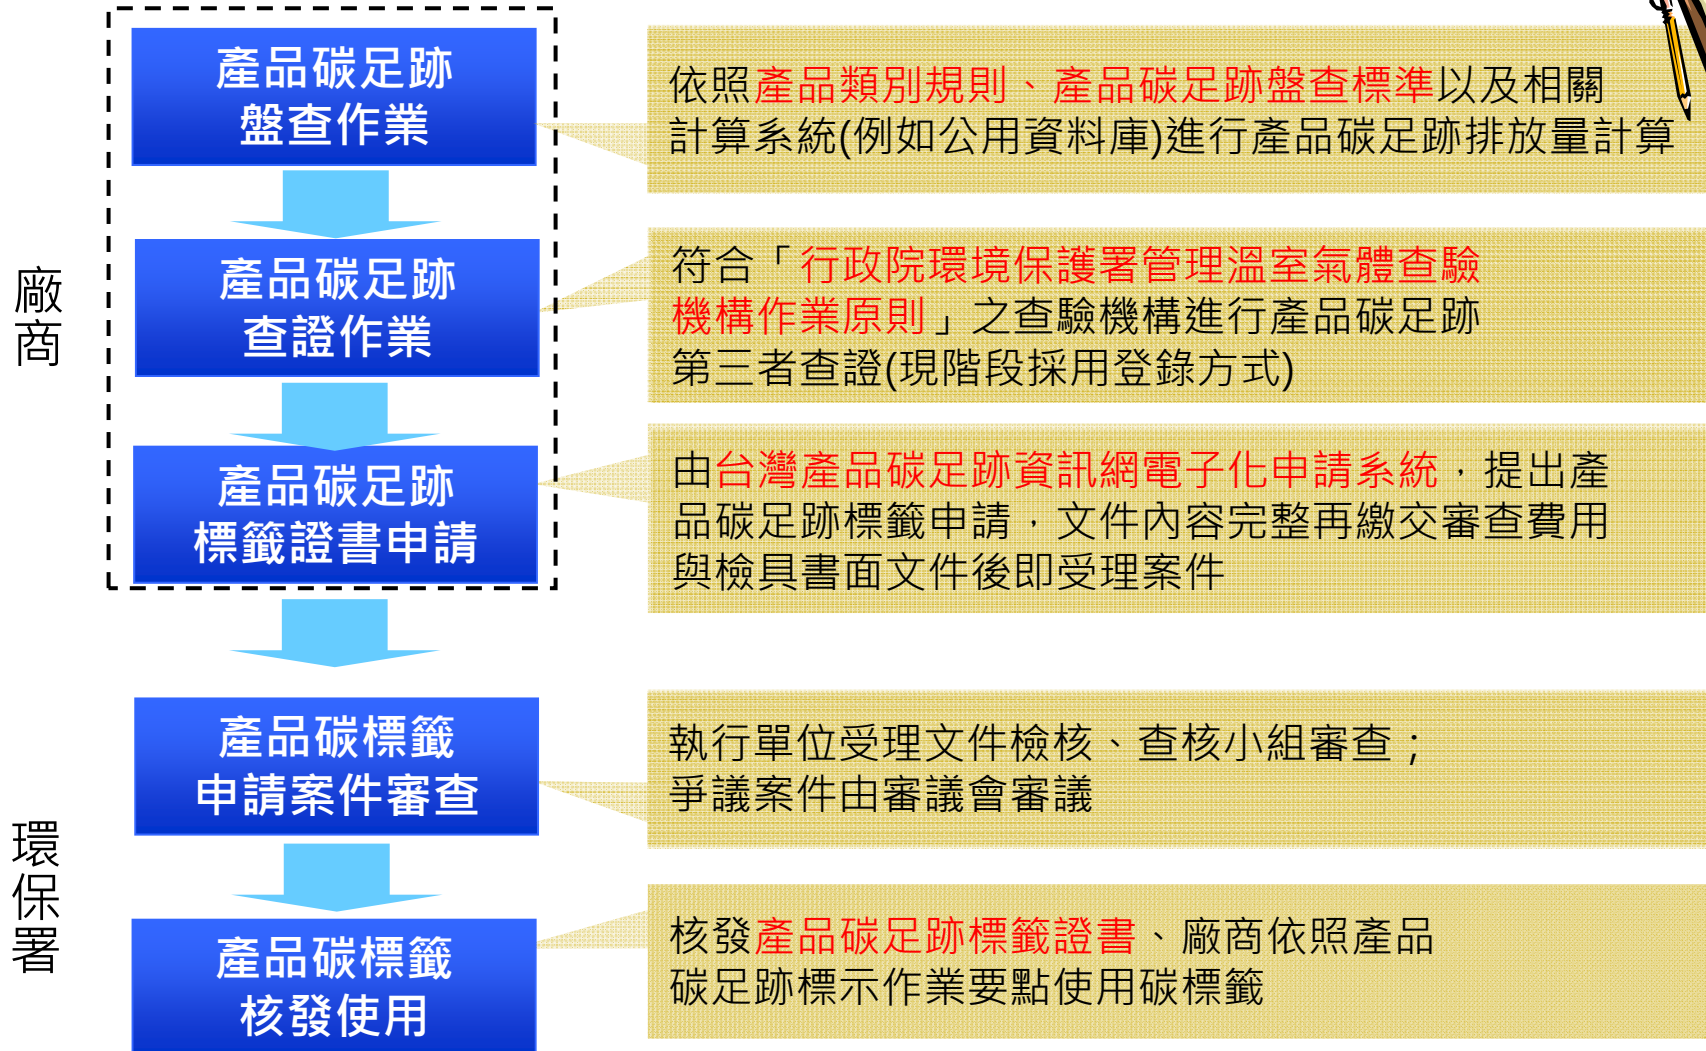 廠商
產品碳足跡
盤查作業
依照產品類別規則、產品碳足跡盤查標準以及相關
計算系統(例如公用資料庫)進行產品碳足跡排放量計算
產品碳足跡
查證作業
符合「行政院環境保護署管理溫室氣體查驗
機構作業原則」之查驗機構進行產品碳足跡
第三者查證(現階段採用登錄方式)
產品碳足跡
標籤證書申請
由台灣產品碳足跡資訊網電子化申請系統，提出產
品碳足跡標籤申請，文件內容完整再繳交審查費用
與檢具書面文件後即受理案件
環保署
產品碳標籤
申請案件審查
執行單位受理文件檢核、查核小組審查；
爭議案件由審議會審議
產品碳標籤
核發使用
核發產品碳足跡標籤證書、廠商依照產品
碳足跡標示作業要點使用碳標籤